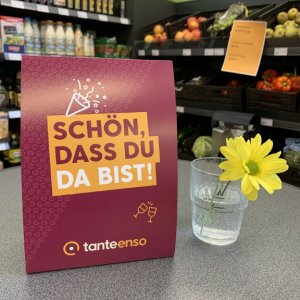 SCHÖN,
DASS DU
DA BIST!
tanteenso